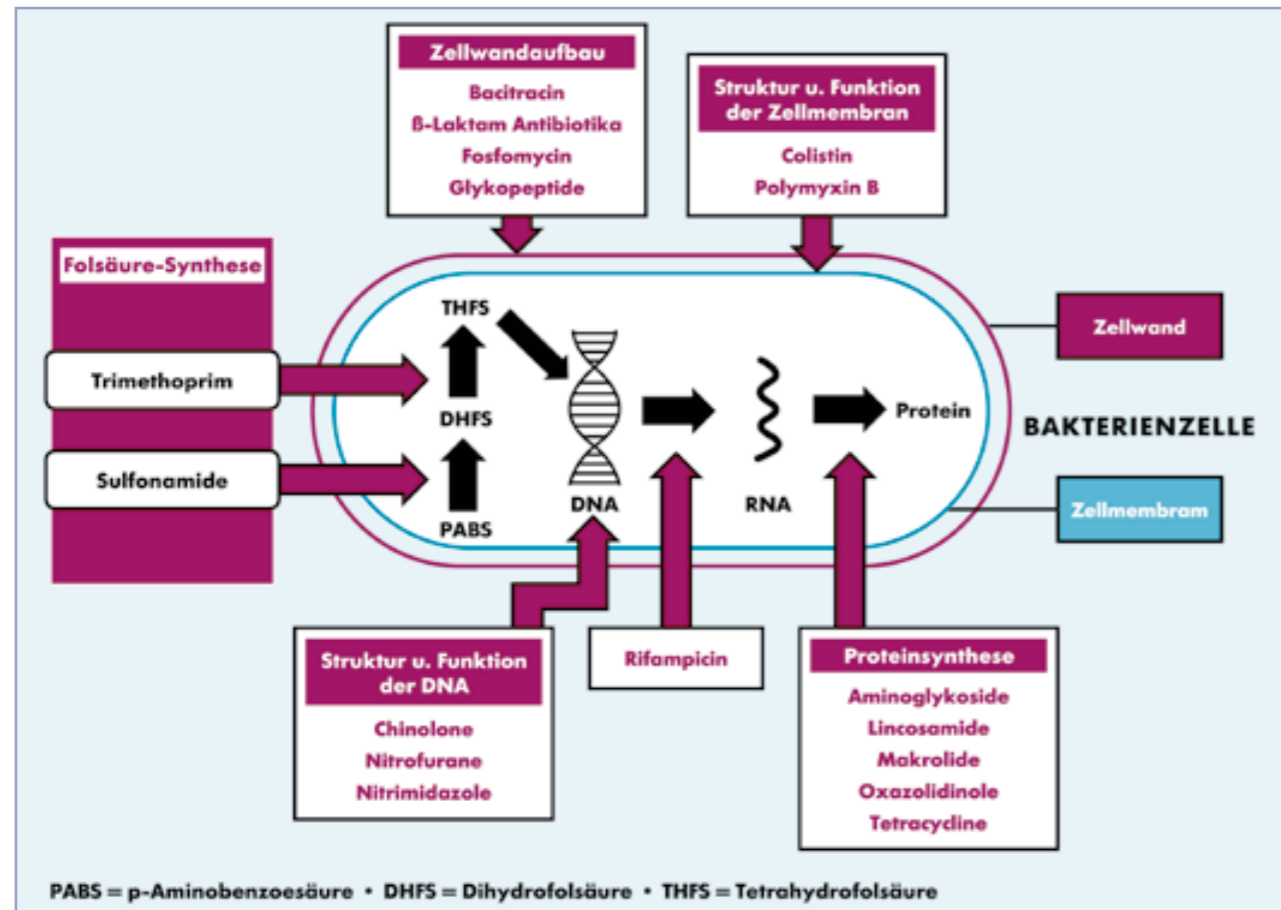 Zellwandaufbau
Bacitracin
ß-Laktam Antibiotika
Fosfomycin
Glykopeptide
Struktur u. Funktion
der Zellmembran
Colistin
Polymyxin B
Folsäure-Synthese
Trimethoprim
Sulfonamide
THFS
DHFS
PABS
DNA
RNA
Protein
Zellwand
BAKTERIENZELLE
Zellmembram
Struktur u. Funktion
der DNA
Chinolone
Nitrofurane
Nitrimidazole
Rifampicin
Proteinsynthese
Aminoglykoside
Lincosamide
Makrolide
Oxazolidinole
Tetracycline
PABS = p-Aminobenzoesäure • DHFS = Dihydrofolsäure • THFS = Tetrahydrofolsäure